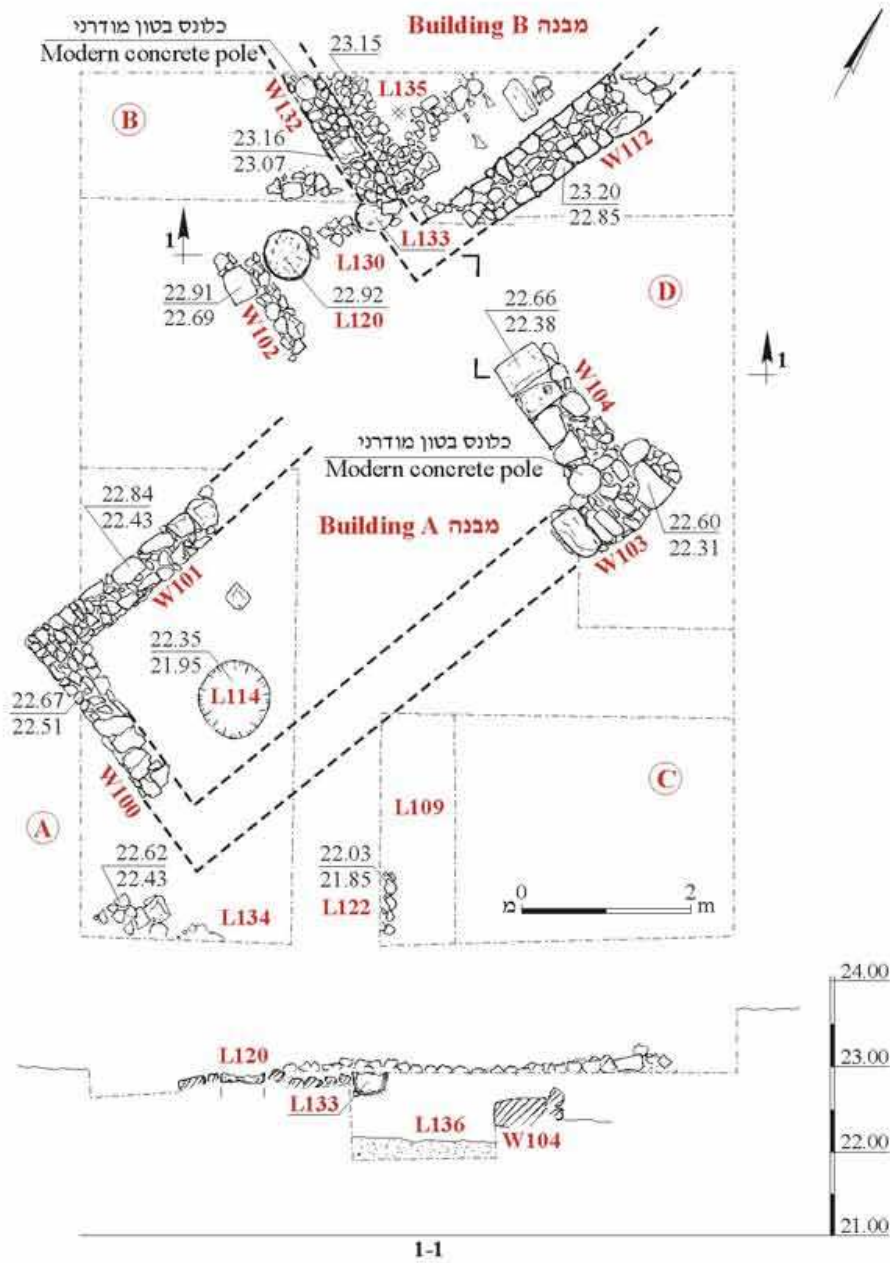 כלונס בטון מודרני
Modern concrete pole
Building B מבנה
23.15
L135
W132
B
23.16
23.07
W112
23.20
22.85
1
L133
L130
22.91
22.69
22.92
L120
W102
D
22.66
22.38
1
W104
כלונס בטון מודרני
Modern concrete pole
22.84
22.43
Building A מבנה
22.60
22.31
W103
W101
22.35
21.95
L114
22.67
22.51
W100
L109
C
A
22.62
22.43
22.03
21.85
L134
L122
0 2
מ m
24.00
23.00
22.00
21.00
L120
L133
L136
W104
1-1